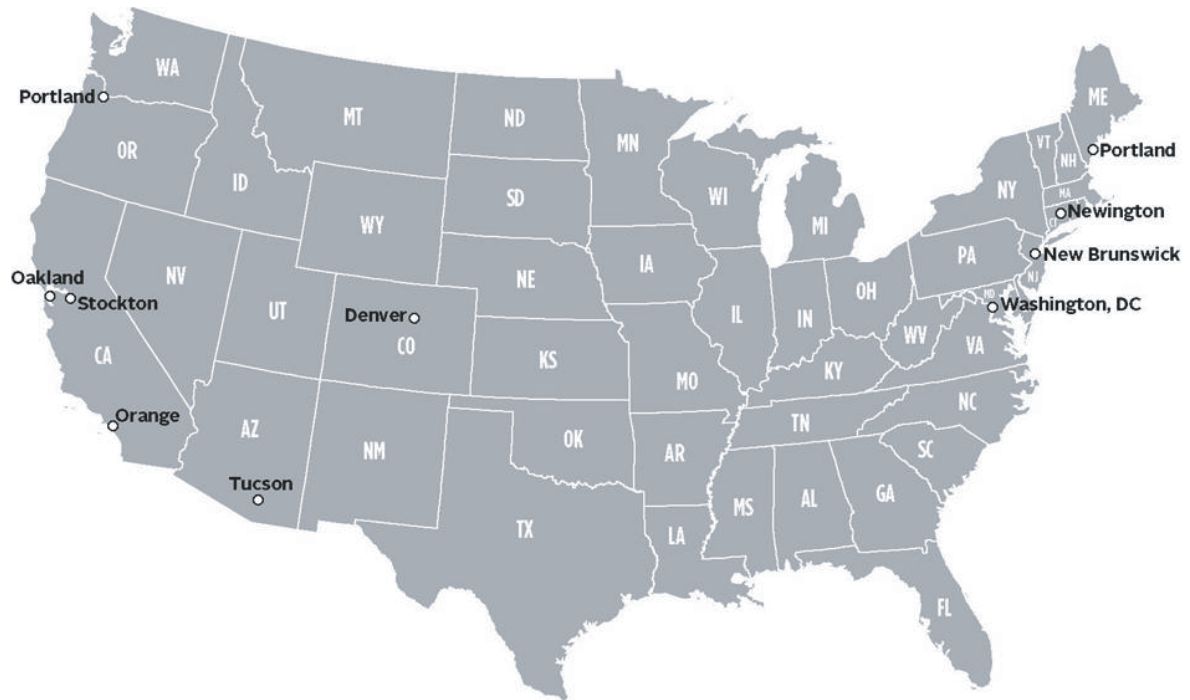 WA
Portland
OR
MT
ID
ND
MN
SD
WY
WI
MI
NY
VT
NH
ME
Portland
MA
CT
Newington
New Brunswick
NJ
PA
MD
Washington, DC
Oakland
Stockton
NV
UT
CA
Denver
CO
NE
IA
KS
MO
IL
IN
OH
WV
VA
KY
Orange
AZ
Tucson
NM
OK
AR
TN
NC
SC
TX
LA
MS
AL
GA
FL